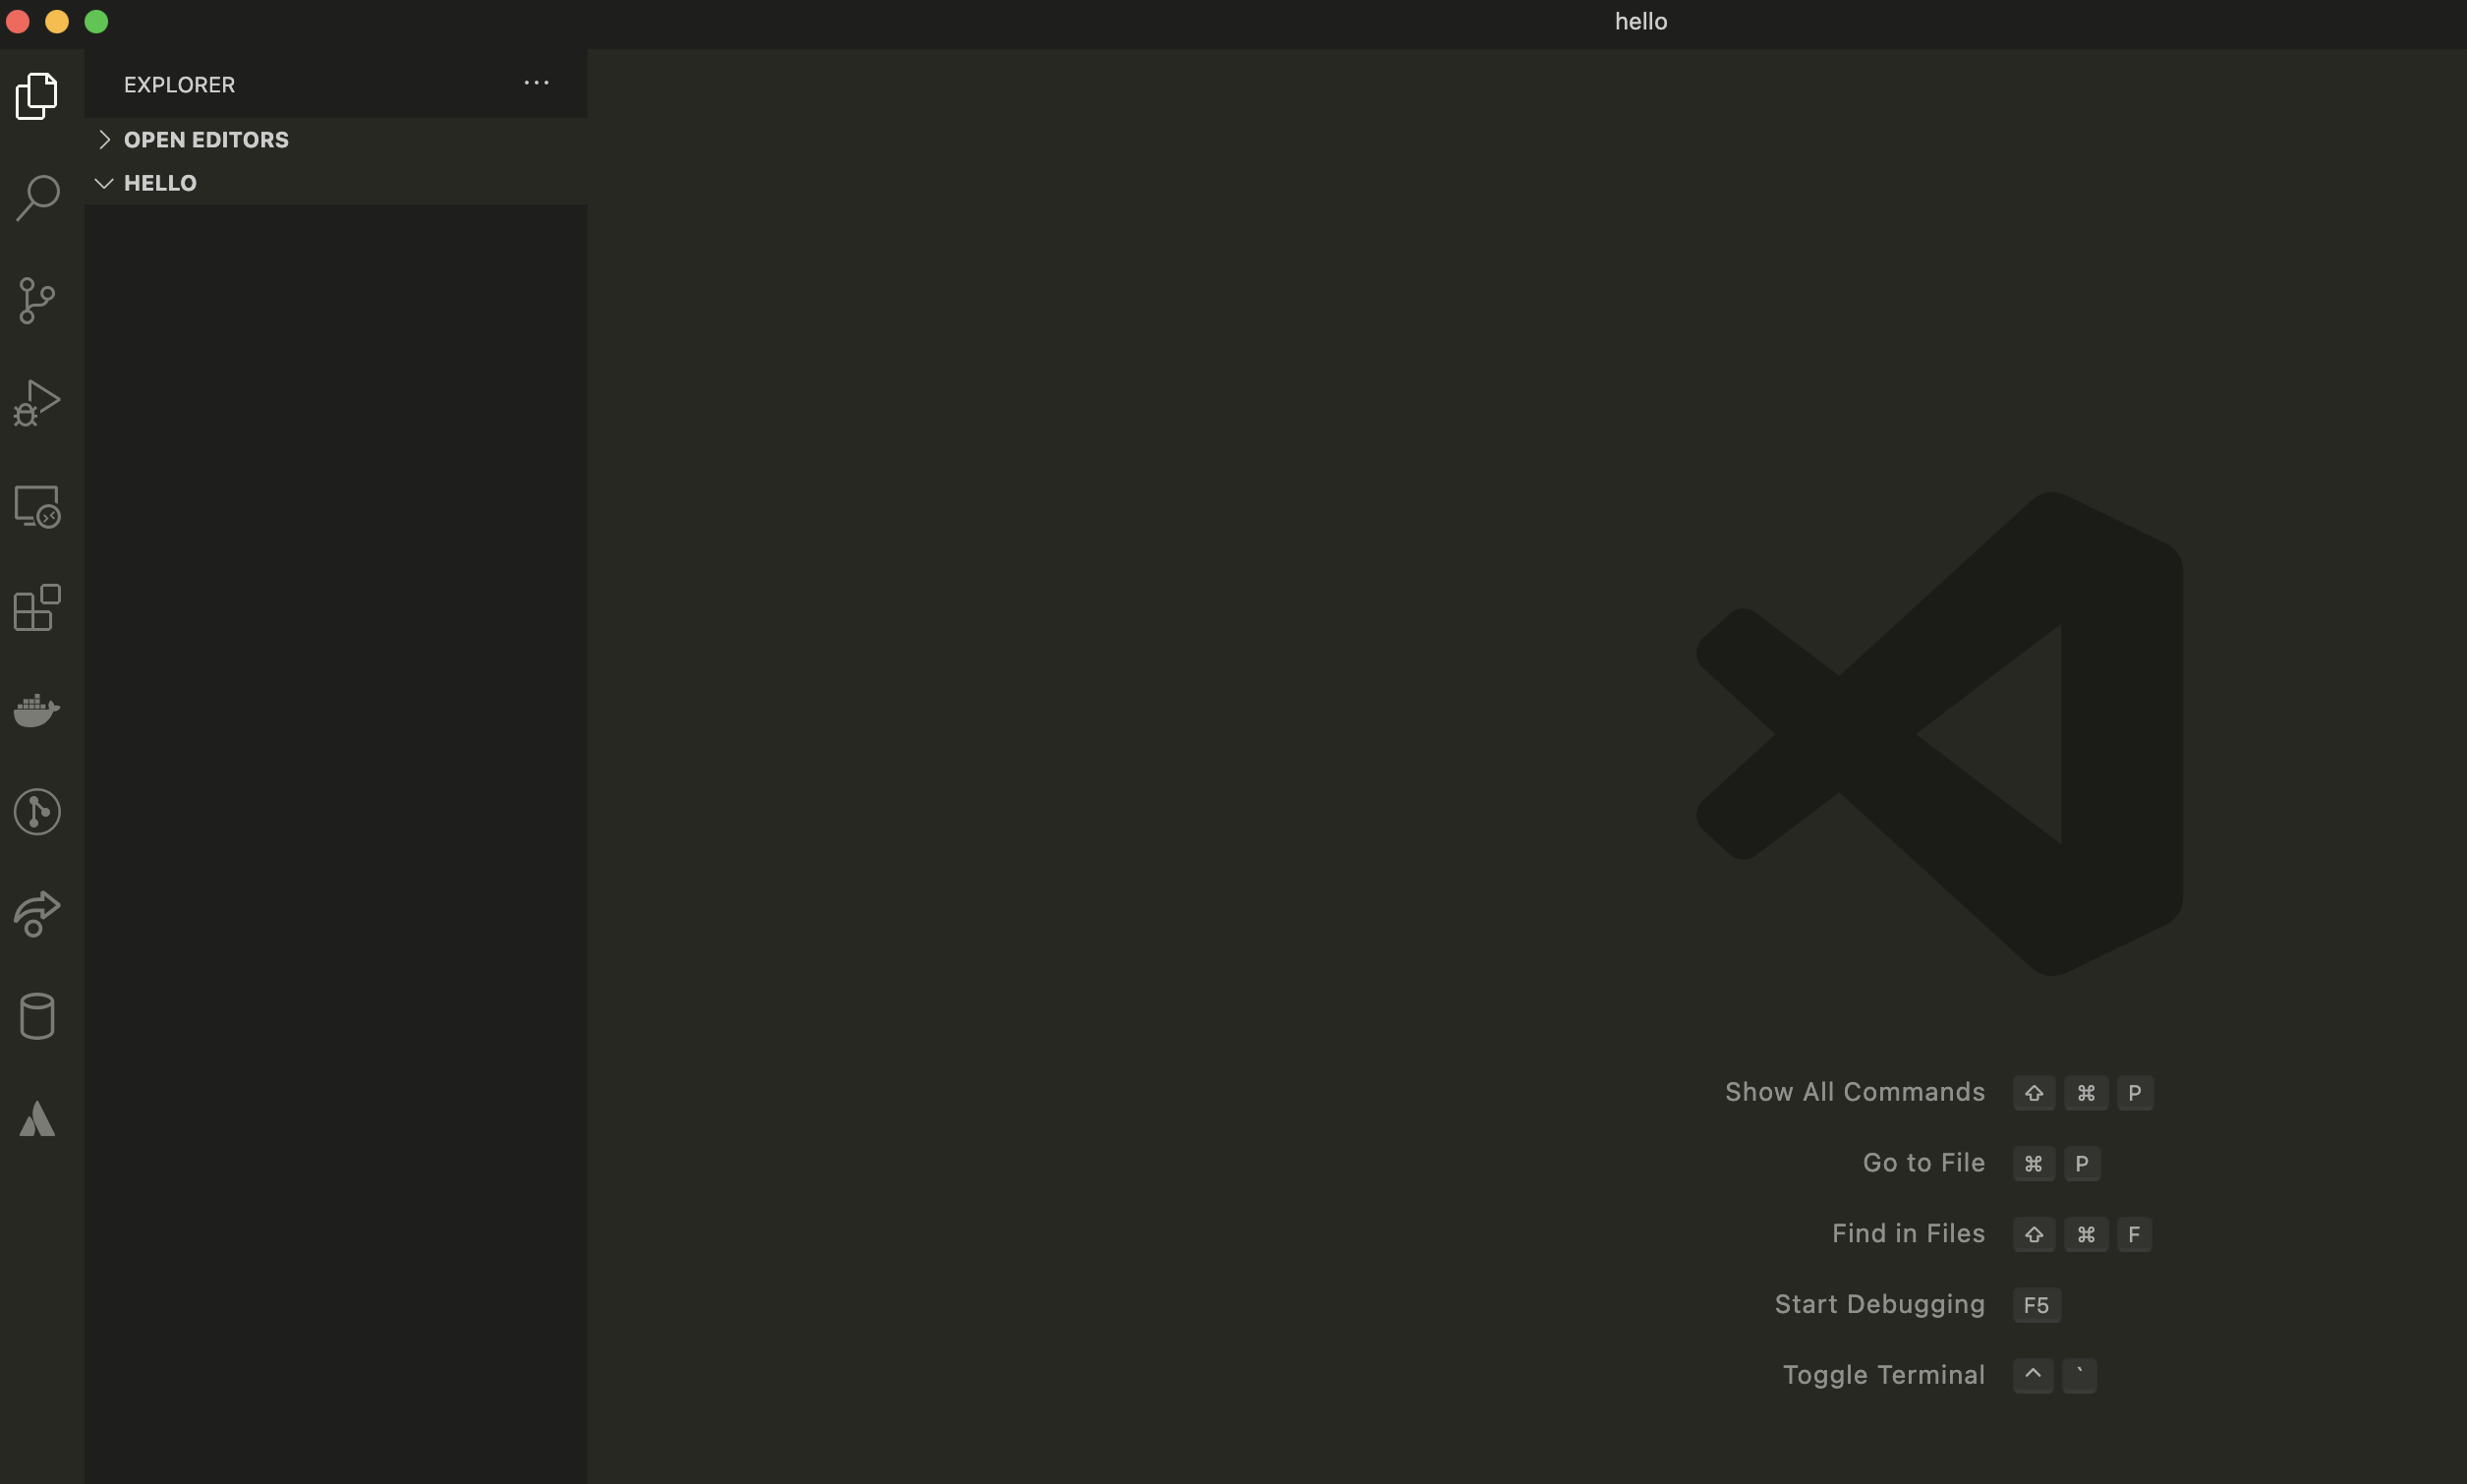 hello
EXPLORER
OPEN EDITORS
HELLO
Show All Commands ⇧ ⌘ P
Go to File ⌘ P
Find in Files ⇧ ⌘ F
Start Debugging F5
Toggle Terminal ^ `